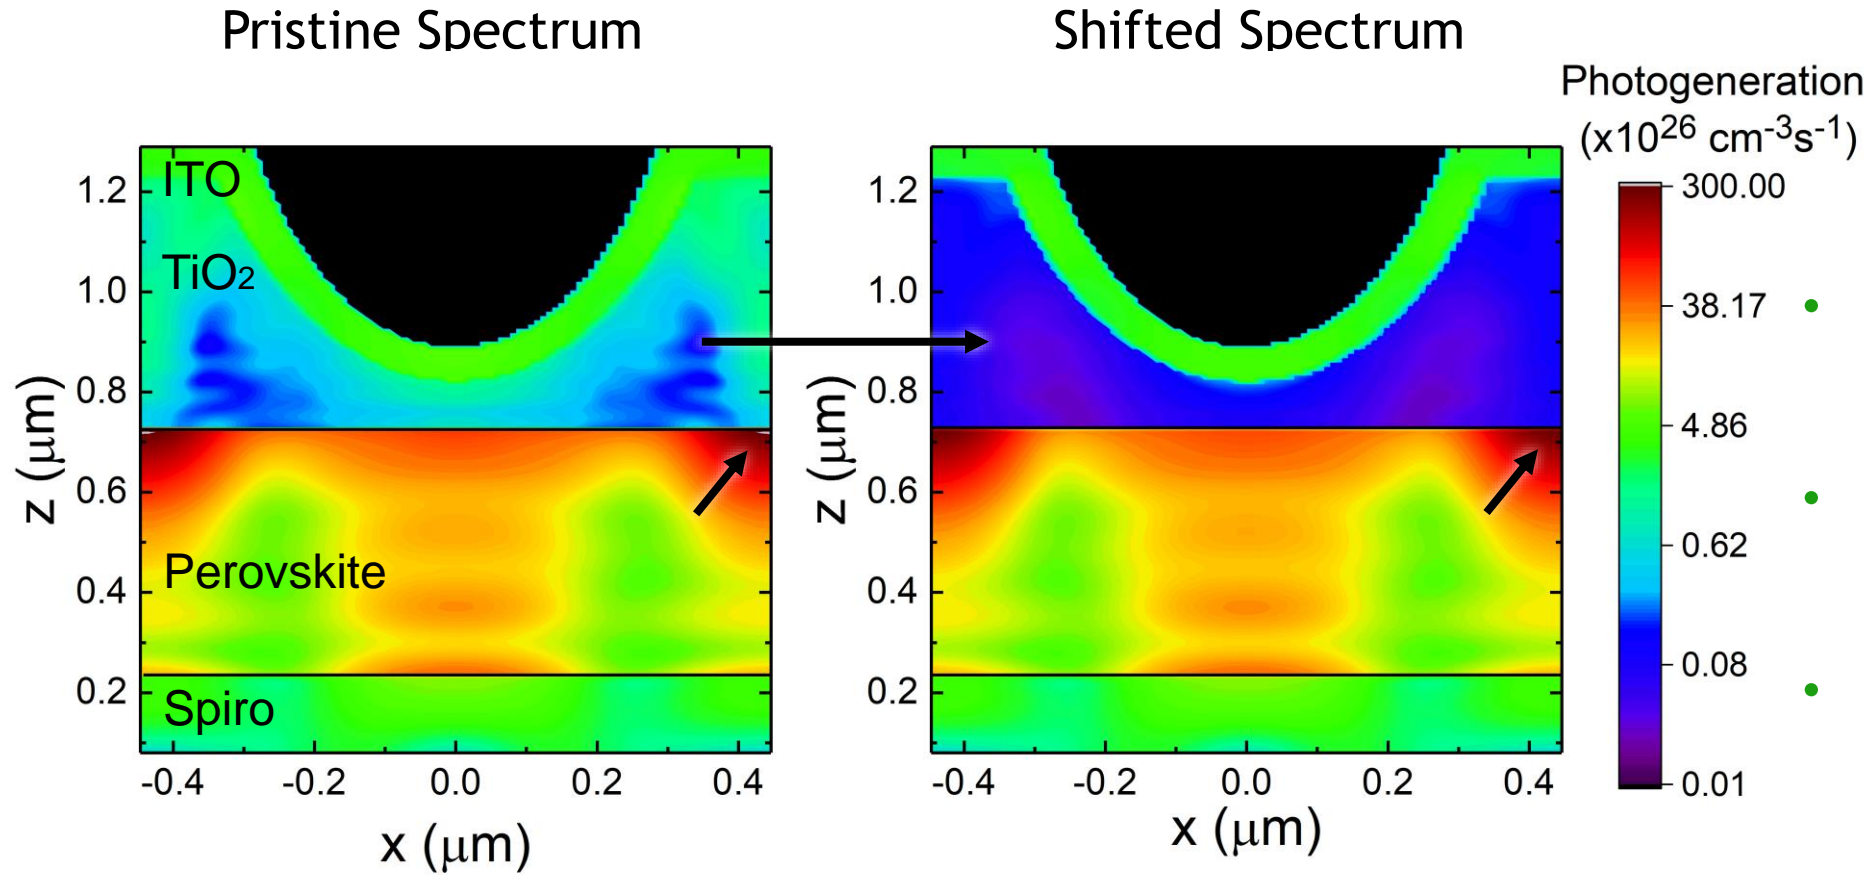 Pristine Spectrum
Shifted Spectrum
Photogeneration
(x10²⁶ cm⁻³s⁻¹)
ITO
TiO₂
Perovskite
Spiro
z (μm)
1.2
1.0
0.8
0.6
0.4
0.2
-0.4
-0.2
0.0
0.2
0.4
x (μm)
z (μm)
1.2
1.0
0.8
0.6
0.4
0.2
-0.4
-0.2
0.0
0.2
0.4
x (μm)
300.00
38.17
4.86
0.62
0.08
0.01